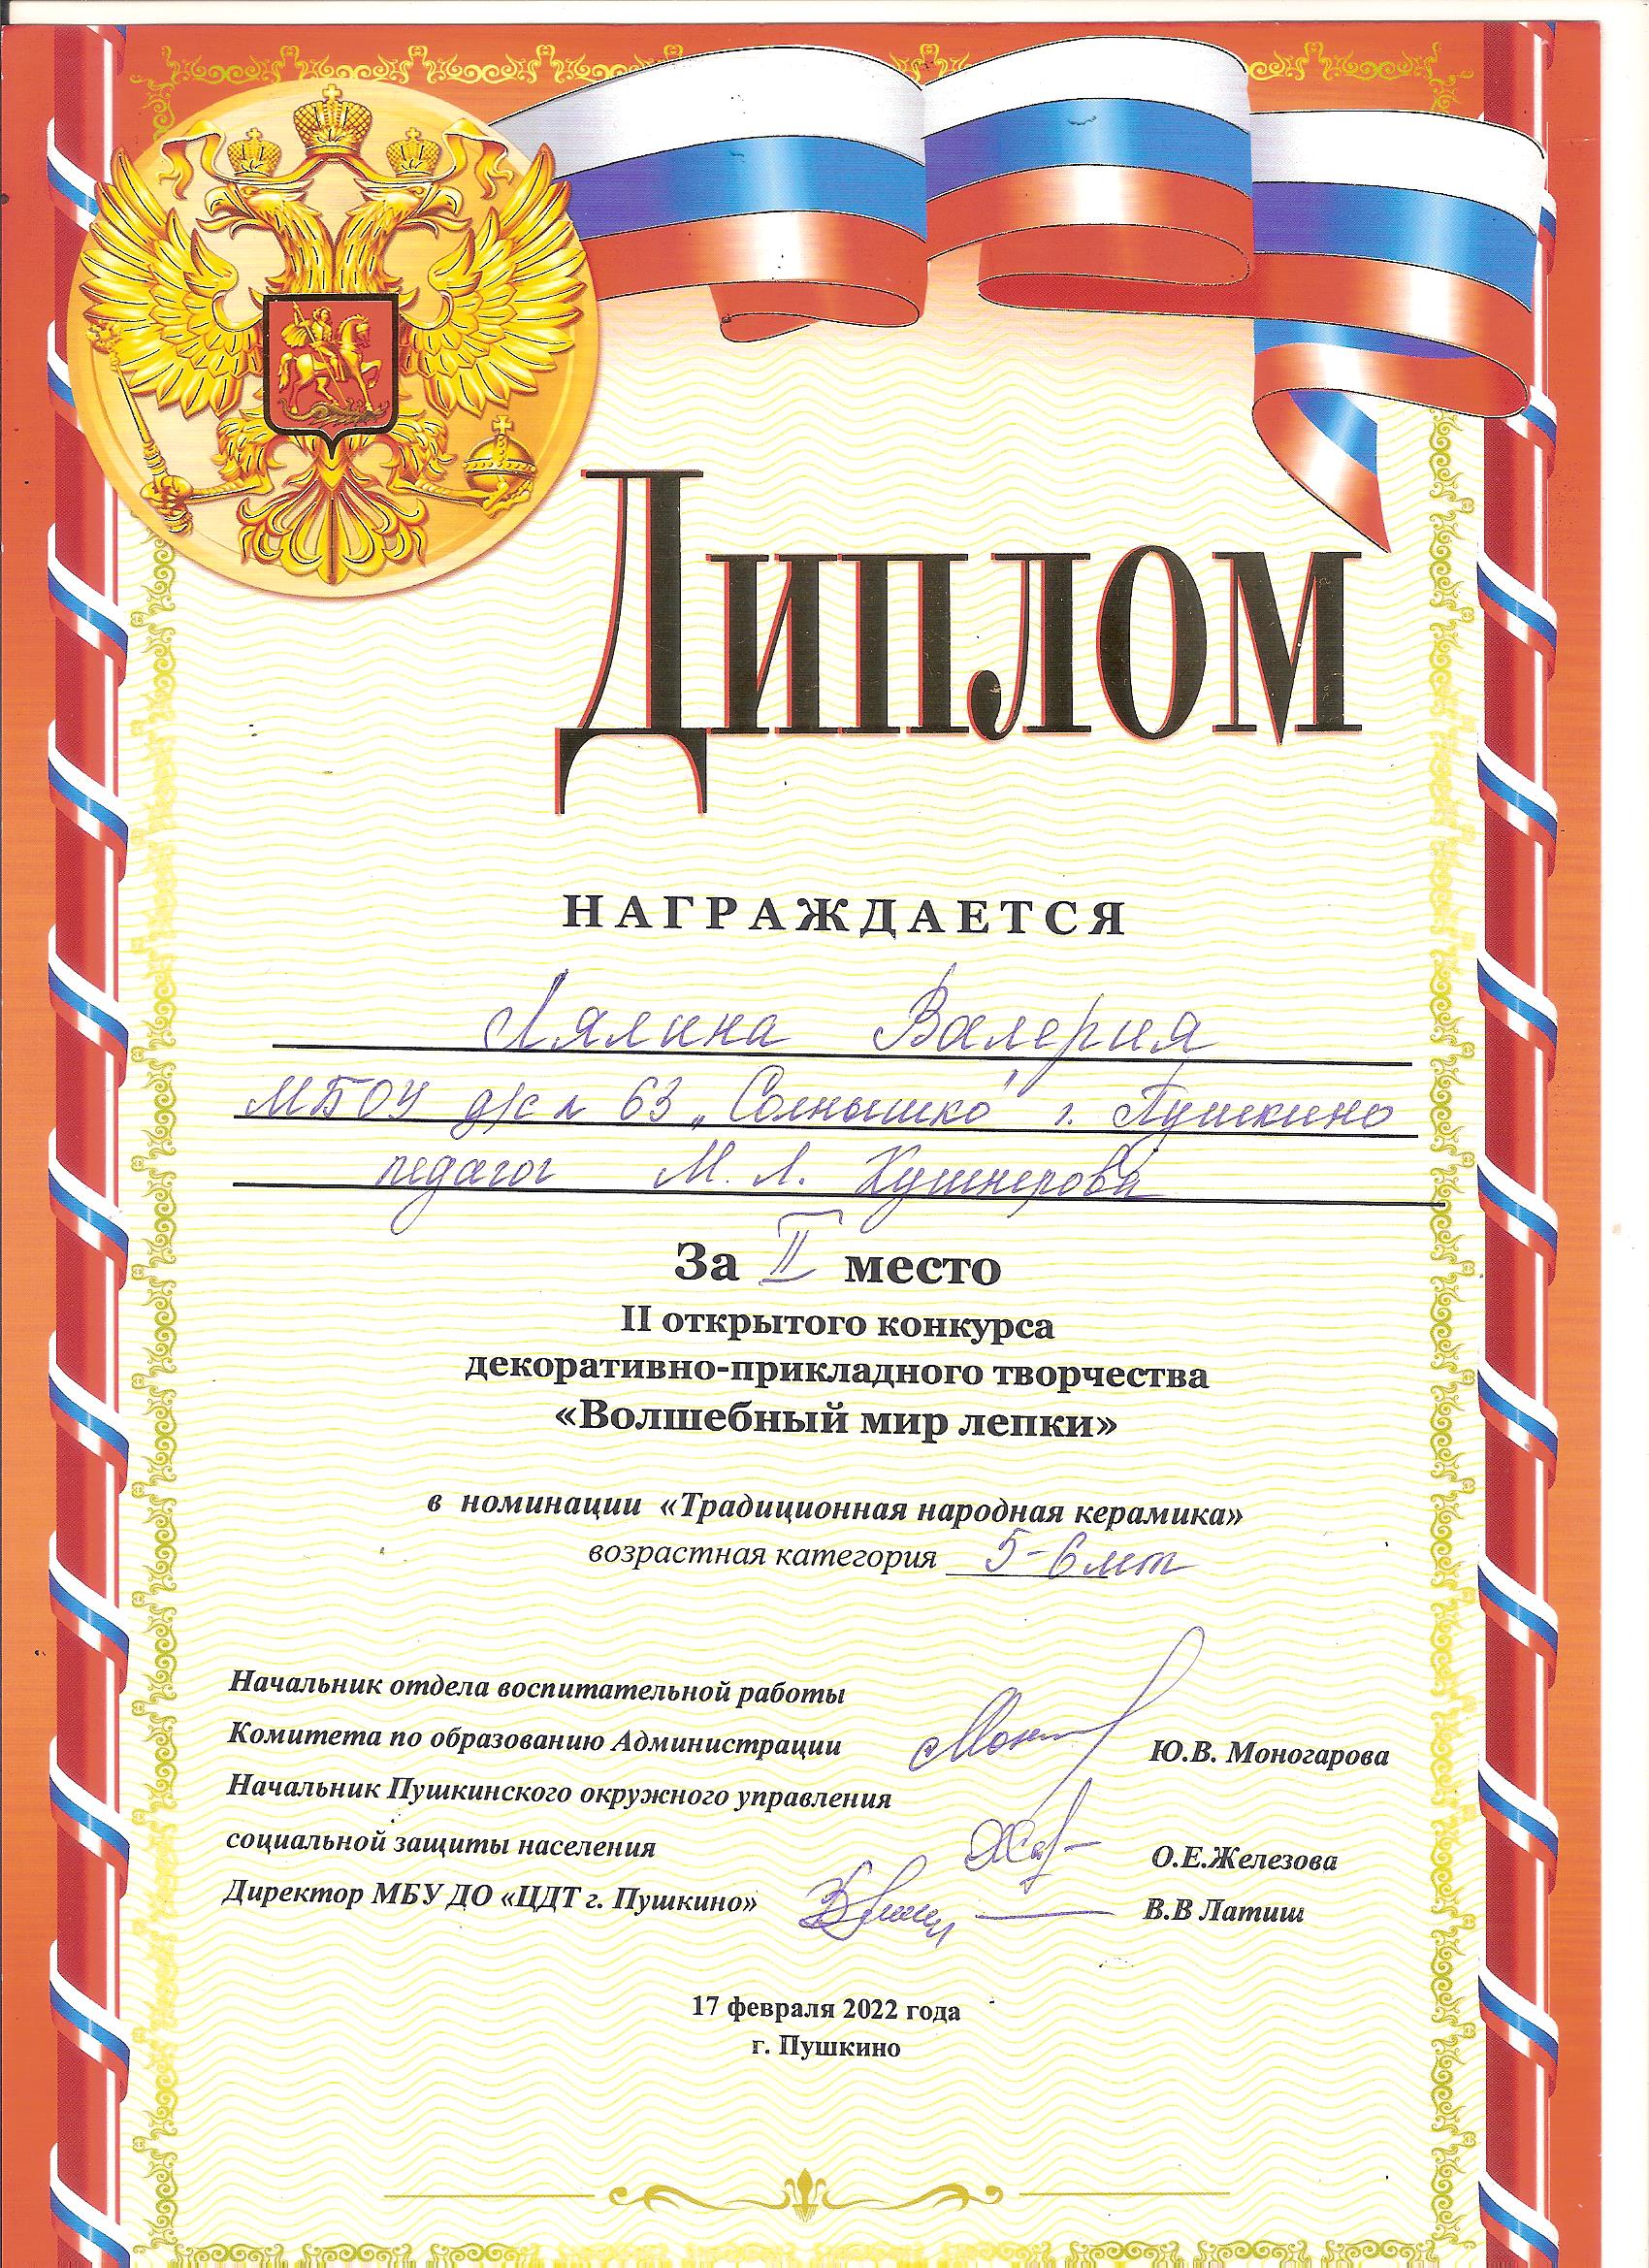 Диплом
НАГРАЖДАЕТСЯ
Лялина Валерия
МБОУ д/с № 63 „Солнышко" г. Пушкино
педагог М. Л. Кушнерова
За II место
II открытого конкурса
декоративно-прикладного творчества
«Волшебный мир лепки»
в номинации «Традиционная народная керамика»
возрастная категория 5-6 лет
Начальник отдела воспитательной работы
Комитета по образованию Администрации Ю.В. Моногарова
Начальник Пушкинского окружного управления
социальной защиты населения О.Е.Железова
Директор МБУ ДО «ЦДТ г. Пушкино» В.В Латиш
17 февраля 2022 года
г. Пушкино